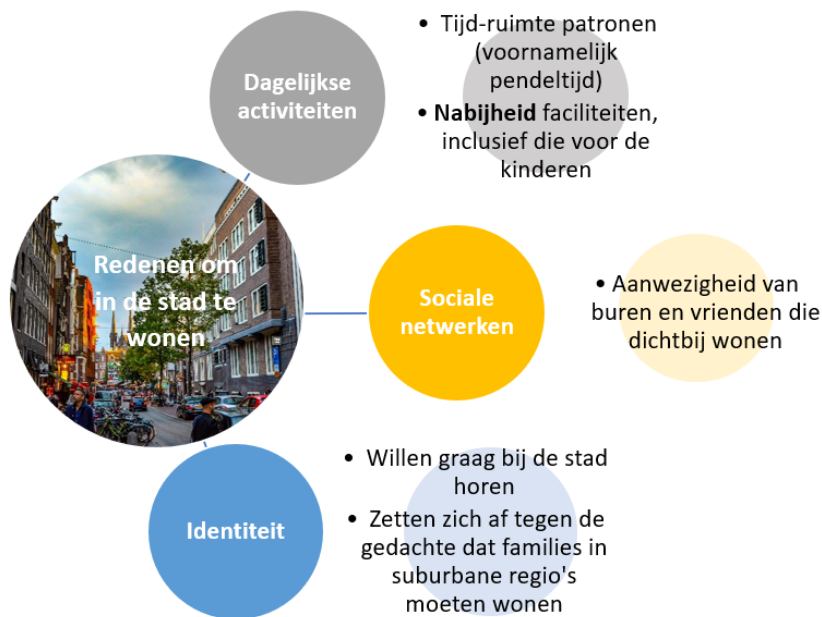 Redenen om
in de stad te
wonen
Dagelijkse
activiteiten
• Tijd-ruimte patronen
(voornamelijk
pendeltijd)
• Nabijheid faciliteiten,
inclusief die voor de
kinderen
Sociale
netwerken
• Aanwezigheid van
buren en vrienden die
dichtbij wonen
Identiteit
• Willen graag bij de stad
horen
• Zetten zich af tegen de
gedachte dat families in
suburbane regio's
moeten wonen